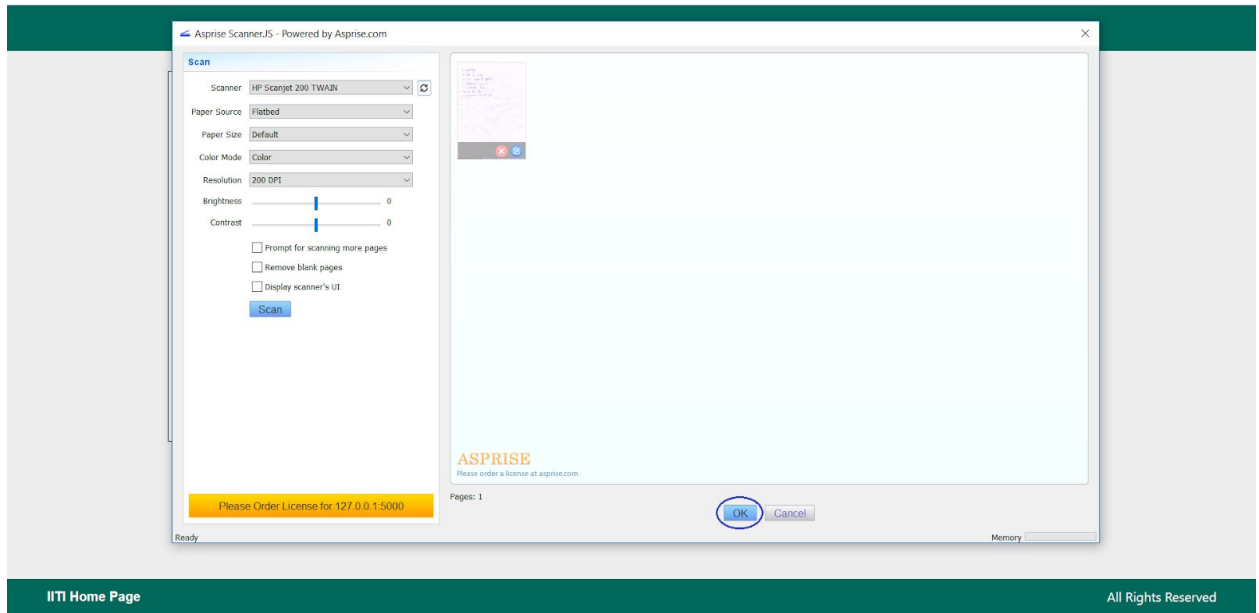 Asprise Scanner.JS - Powered by Asprise.com
Scan
Scanner HP Scanjet 200 TWAIN
Paper Source Flatbed
Paper Size Default
Color Mode Color
Resolution 200 DPI
Brightness 0
Contrast 0
Prompt for scanning more pages
Remove blank pages
Display scanner's UI
Scan
Please Order License for 127.0.0.1:5000
ASPRISE
Please order a license at asprise.com
Pages: 1
OK Cancel
Ready
Memory
IITI Home Page
All Rights Reserved